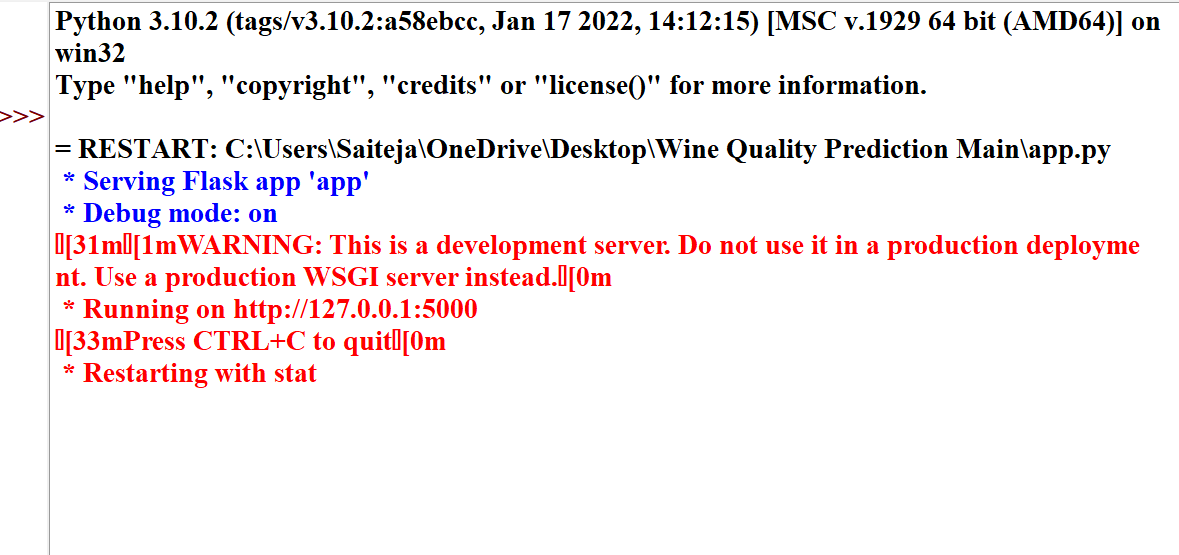 Python 3.10.2 (tags/v3.10.2:a58ebcc, Jan 17 2022, 14:12:15) [MSC v.1929 64 bit (AMD64)] on
win32
Type "help", "copyright", "credits" or "license()" for more information.
>>>
= RESTART: C:\Users\Saiteja\OneDrive\Desktop\Wine Quality Prediction Main\app.py
* Serving Flask app 'app'
* Debug mode: on
▯[31m▯[1mWARNING: This is a development server. Do not use it in a production deployme
nt. Use a production WSGI server instead.▯[0m
* Running on http://127.0.0.1:5000
▯[33mPress CTRL+C to quit▯[0m
* Restarting with stat